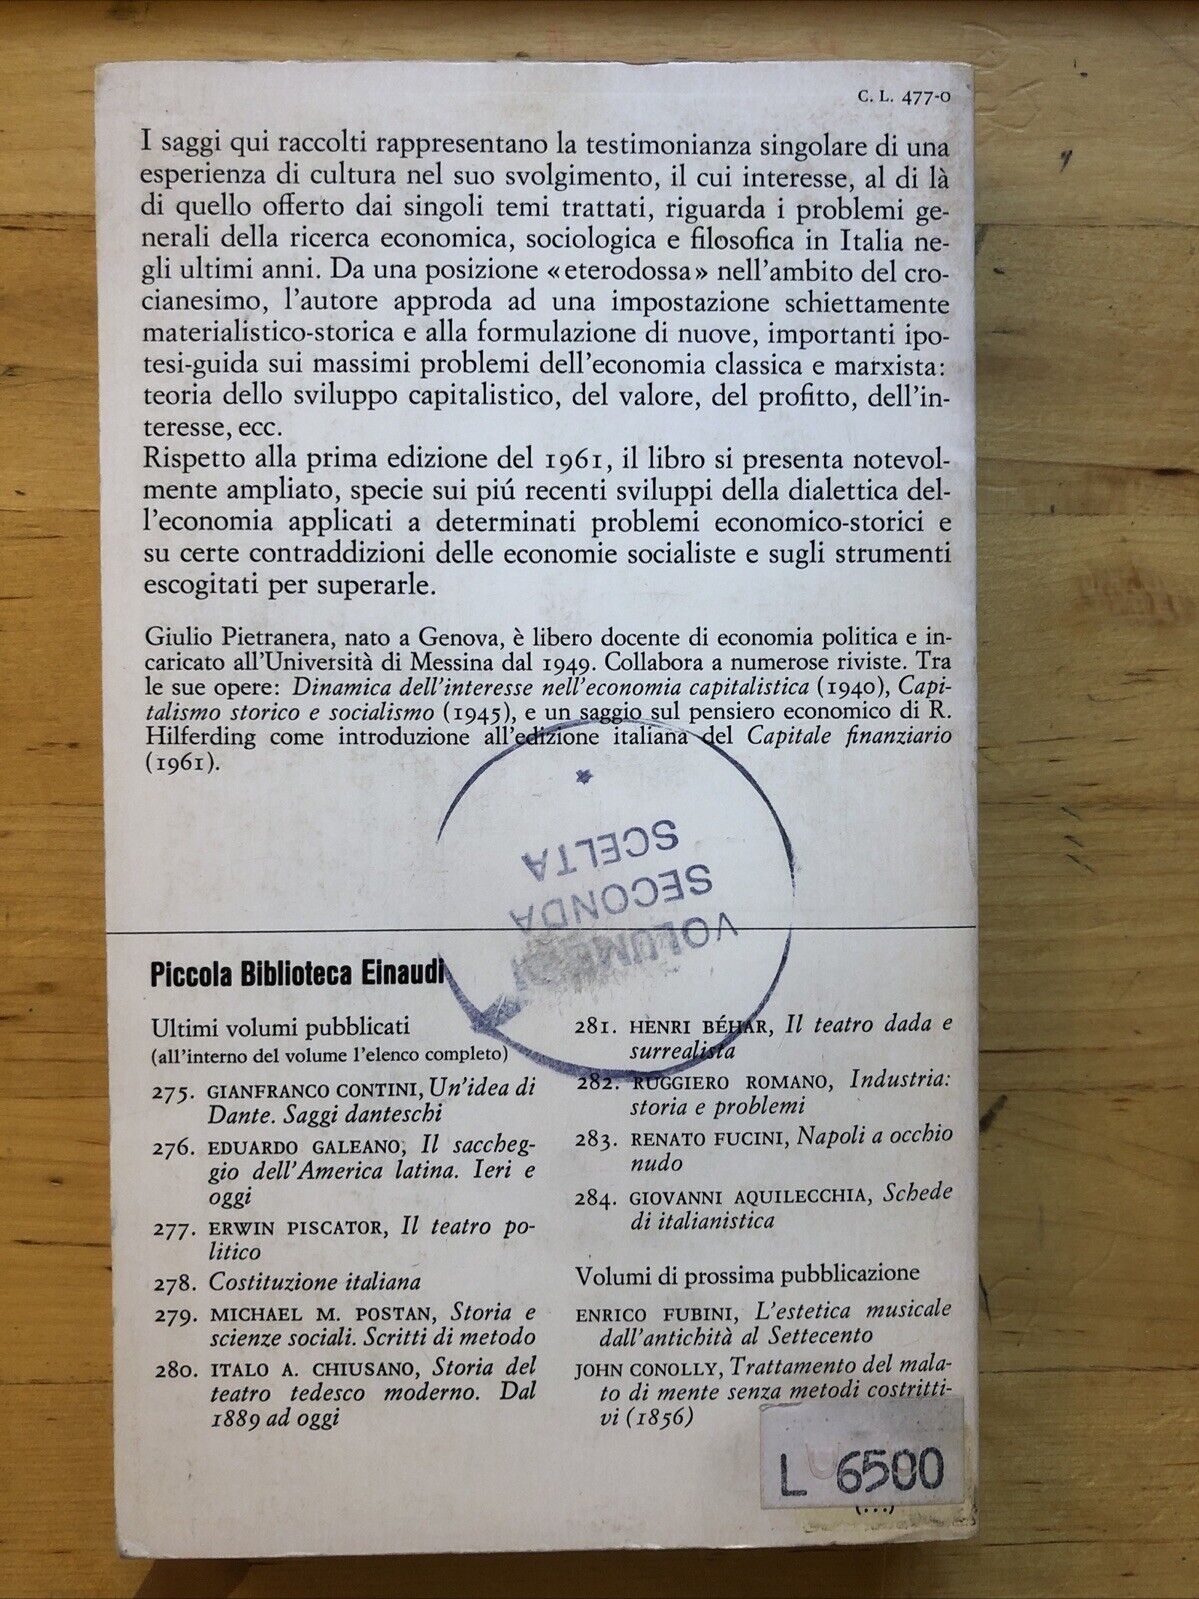 C. L. 477-0
I saggi qui raccolti rappresentano la testimonianza singolare di una
esperienza di cultura nel suo svolgimento, il cui interesse, al di là
di quello offerto dai singoli temi trattati, riguarda i problemi ge-
nerali della ricerca economica, sociologica e filosofica in Italia ne-
gli ultimi anni. Da una posizione «eterodossa» nell'ambito del cro-
cianesimo, l'autore approda ad una impostazione schiettamente
materialistico-storica e alla formulazione di nuove, importanti ipo-
tesi-guida sui massimi problemi dell'economia classica e marxista:
teoria dello sviluppo capitalistico, del valore, del profitto, dell'in-
teresse, ecc.
Rispetto alla prima edizione del 1961, il libro si presenta notevol-
mente ampliato, specie sui piú recenti sviluppi della dialettica del-
l'economia applicati a determinati problemi economico-storici e
su certe contraddizioni delle economie socialiste e sugli strumenti
escogitati per superarle.
Giulio Pietranera, nato a Genova, è libero docente di economia politica e in-
caricato all'Università di Messina dal 1949. Collabora a numerose riviste. Tra
le sue opere: Dinamica dell'interesse nell'economia capitalistica (1940), Capi-
talismo storico e socialismo (1945), e un saggio sul pensiero economico di R.
Hilferding come introduzione all'edizione italiana del Capitale finanziario
(1961).
VOLUME DI
SECONDA
SCELTA
Piccola Biblioteca Einaudi
Ultimi volumi pubblicati
(all'interno del volume l'elenco completo)
275. GIANFRANCO CONTINI, Un'idea di
Dante. Saggi danteschi
276. EDUARDO GALEANO, Il saccheg-
gio dell'America latina. Ieri e
oggi
277. ERWIN PISCATOR, Il teatro po-
litico
278. Costituzione italiana
279. MICHAEL M. POSTAN, Storia e
scienze sociali. Scritti di metodo
280. ITALO A. CHIUSANO, Storia del
teatro tedesco moderno. Dal
1889 ad oggi
281. HENRI BÉHAR, Il teatro dada e
surrealista
282. RUGGIERO ROMANO, Industria:
storia e problemi
283. RENATO FUCINI, Napoli a occhio
nudo
284. GIOVANNI AQUILECCHIA, Schede
di italianistica
Volumi di prossima pubblicazione
ENRICO FUBINI, L'estetica musicale
dall'antichità al Settecento
JOHN CONOLLY, Trattamento del mala-
to di mente senza metodi costritti-
vi (1856)
L 6500
(...)